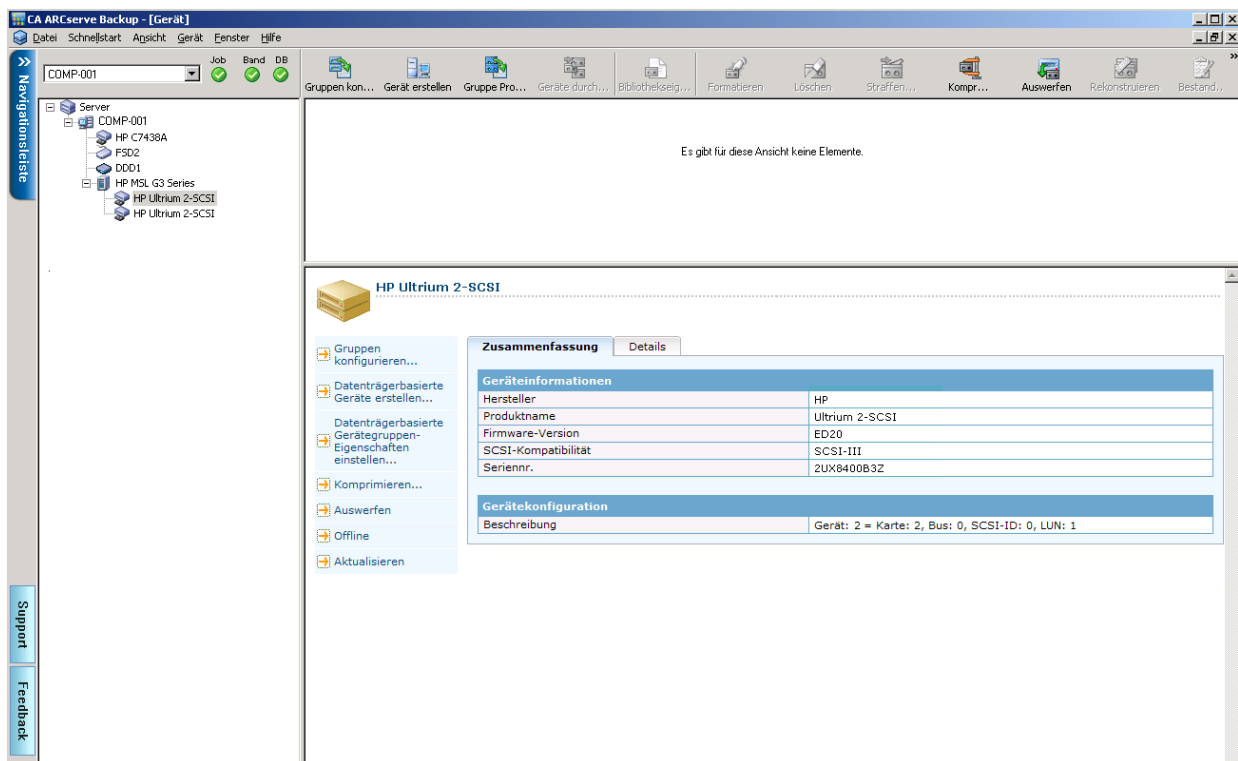 CA ARCserve Backup - [Gerät]
Datei Schnellstart Ansicht Gerät Fenster Hilfe
Navigationsleiste
COMP-001
Job Band DB
Gruppen kon... Gerät erstellen Gruppe Pro... Geräte durch... Bibliothekseig... Formatieren Löschen Straffen... Kompr... Auswerfen Rekonstruieren Bestand..
Server
COMP-001
HP C7438A
FSD2
DDD1
HP MSL G3 Series
HP Ultrium 2-SCSI
HP Ultrium 2-SCSI
Es gibt für diese Ansicht keine Elemente.
HP Ultrium 2-SCSI
Gruppen
konfigurieren...
Datenträgerbasierte
Geräte erstellen...
Datenträgerbasierte
Gerätegruppen-
Eigenschaften
einstellen...
Komprimieren...
Auswerfen
Offline
Aktualisieren
Zusammenfassung Details
Geräteinformationen
Hersteller HP
Produktname Ultrium 2-SCSI
Firmware-Version ED20
SCSI-Kompatibilität SCSI-III
Seriennr. 2UX8400B3Z
Gerätekonfiguration
Beschreibung Gerät: 2 = Karte: 2, Bus: 0, SCSI-ID: 0, LUN: 1
Support
Feedback